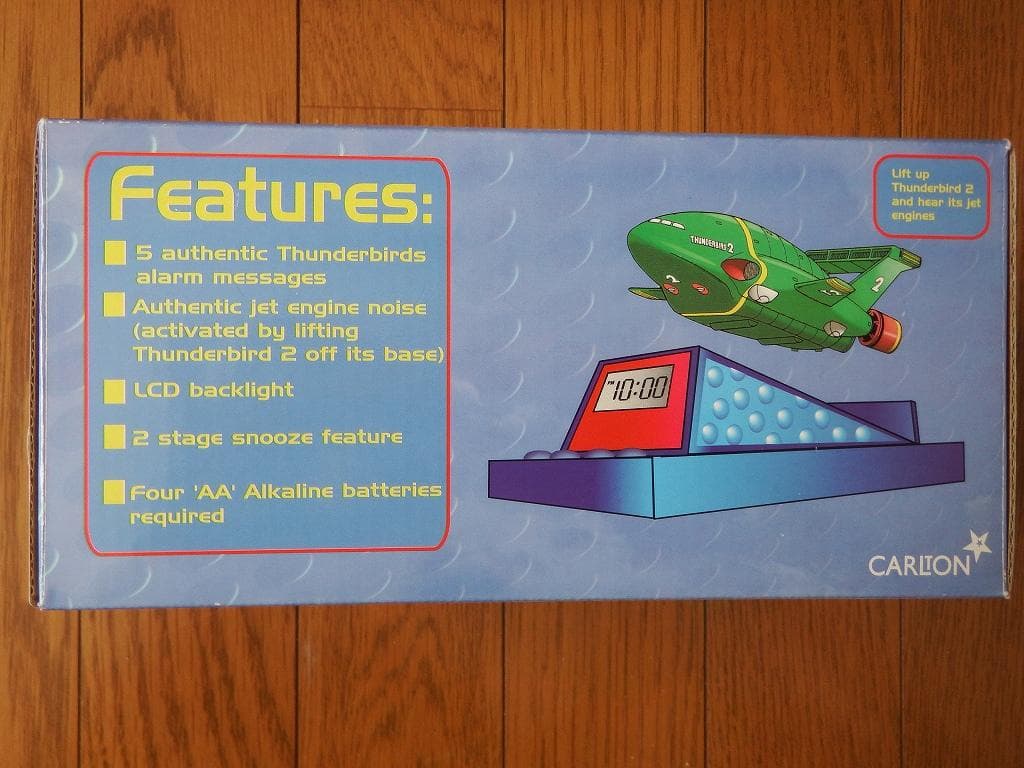 Features:
5 authentic Thunderbirds
alarm messages
Authentic jet engine noise
(activated by lifting
Thunderbird 2 off its base)
LCD backlight
2 stage snooze feature
Four 'AA' Alkaline batteries
required
Lift up
Thunderbird 2
and hear its jet
engines
THUNDERBIRD 2
2
2
PM 10:00
CARLTON